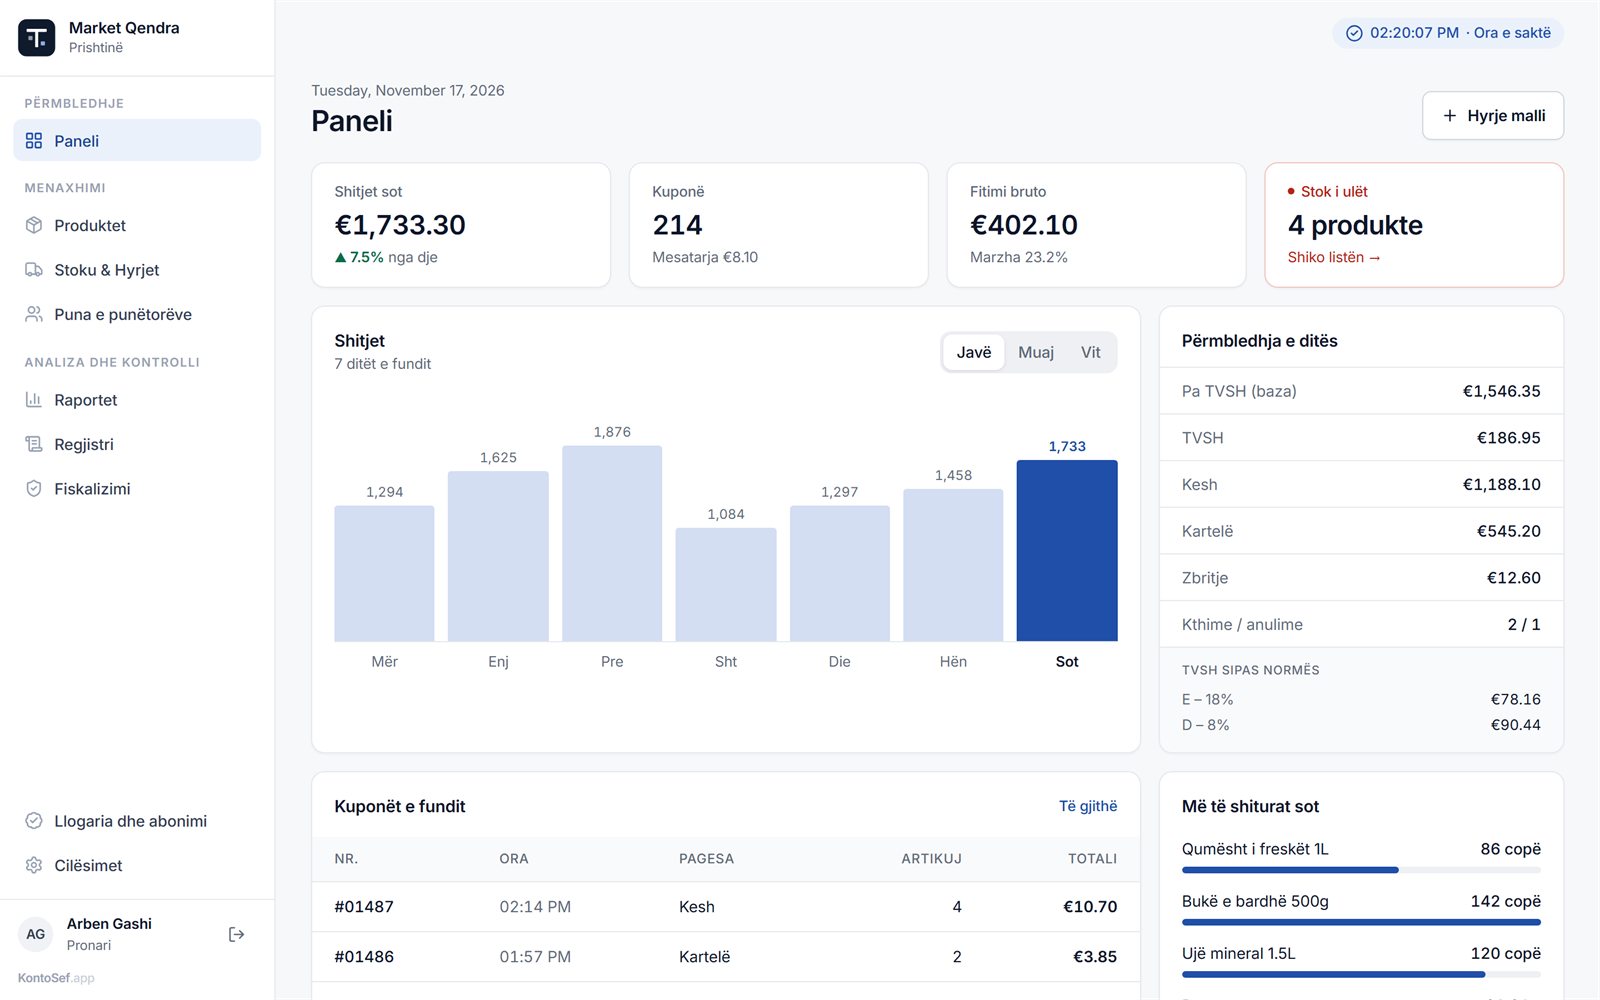 Market Qendra
Prishtinë
PËRMBLEDHJE
Paneli
MENAXHIMI
Produktet
Stoku & Hyrjet
Puna e punëtorëve
ANALIZA DHE KONTROLLI
Raportet
Regjistri
Fiskalizimi
Llogaria dhe abonimi
Cilësimet
AG
Arben Gashi
Pronari
KontoSef.app
02:20:07 PM · Ora e saktë
Tuesday, November 17, 2026
Paneli
+ Hyrje malli
Shitjet sot
€1,733.30
▲ 7.5% nga dje
Kuponë
214
Mesatarja €8.10
Fitimi bruto
€402.10
Marzha 23.2%
• Stok i ulët
4 produkte
Shiko listën →
Shitjet
7 ditët e fundit
Javë Muaj Vit
1,294 1,625 1,876 1,084 1,297 1,458 1,733
Mër Enj Pre Sht Die Hën Sot
Përmbledhja e ditës
Pa TVSH (baza) €1,546.35
TVSH €186.95
Kesh €1,188.10
Kartelë €545.20
Zbritje €12.60
Kthime / anulime 2 / 1
TVSH SIPAS NORMËS
E – 18% €78.16
D – 8% €90.44
Kuponët e fundit Të gjithë
NR. ORA PAGESA ARTIKUJ TOTALI
#01487 02:14 PM Kesh 4 €10.70
#01486 01:57 PM Kartelë 2 €3.85
Më të shiturat sot
Qumësht i freskët 1L 86 copë
Bukë e bardhë 500g 142 copë
Ujë mineral 1.5L 120 copë